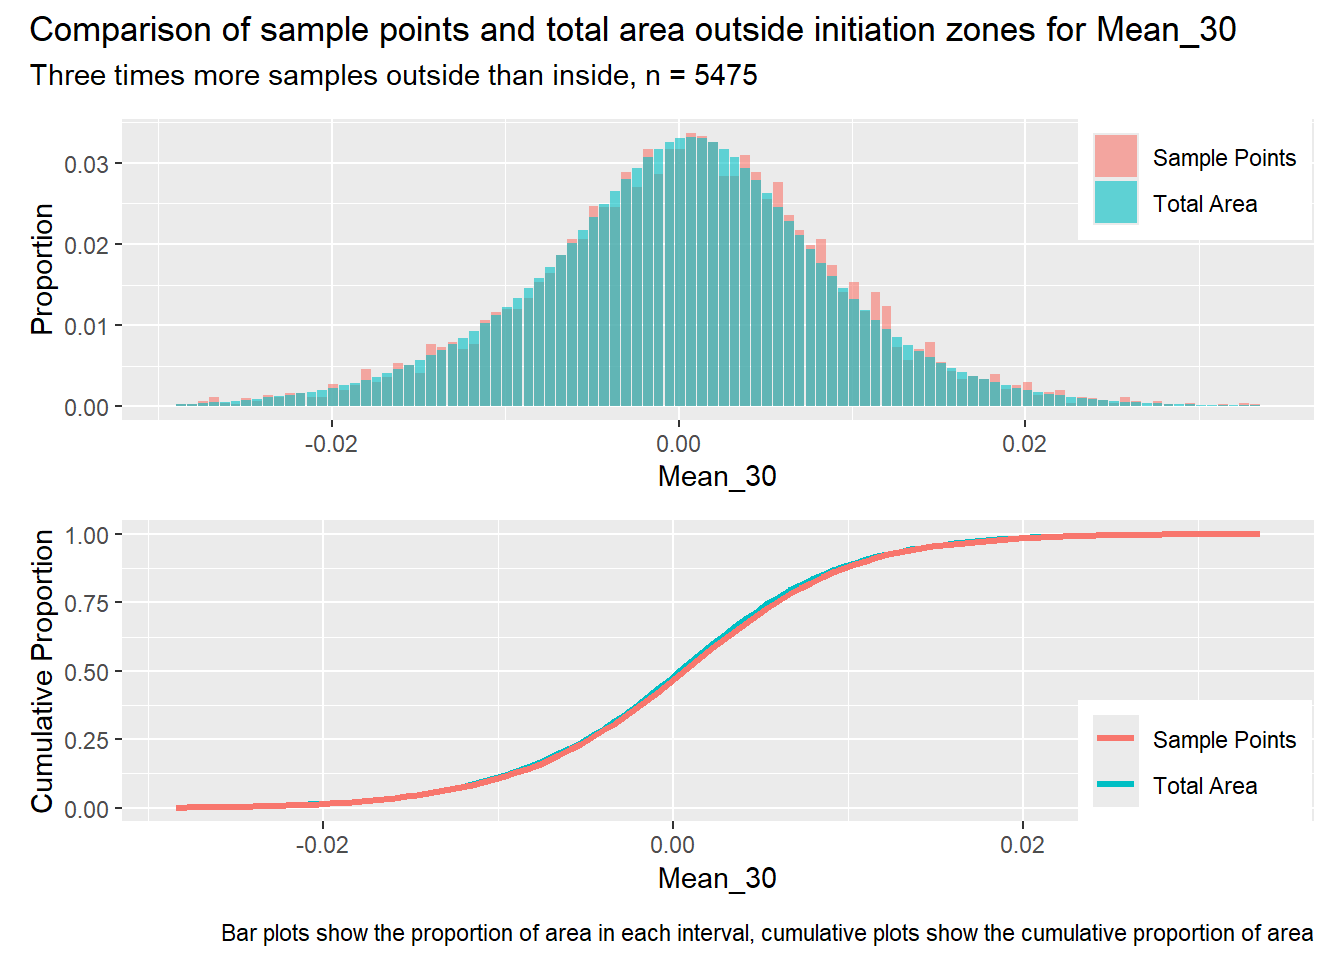 Comparison of sample points and total area outside initiation zones for Mean_30
Three times more samples outside than inside, n = 5475
Proportion
0.03
0.02
0.01
0.00
Sample Points
Total Area
-0.02
0.00
0.02
Mean_30
Cumulative Proportion
1.00
0.75
0.50
0.25
0.00
Sample Points
Total Area
-0.02
0.00
0.02
Mean_30
Bar plots show the proportion of area in each interval, cumulative plots show the cumulative proportion of area